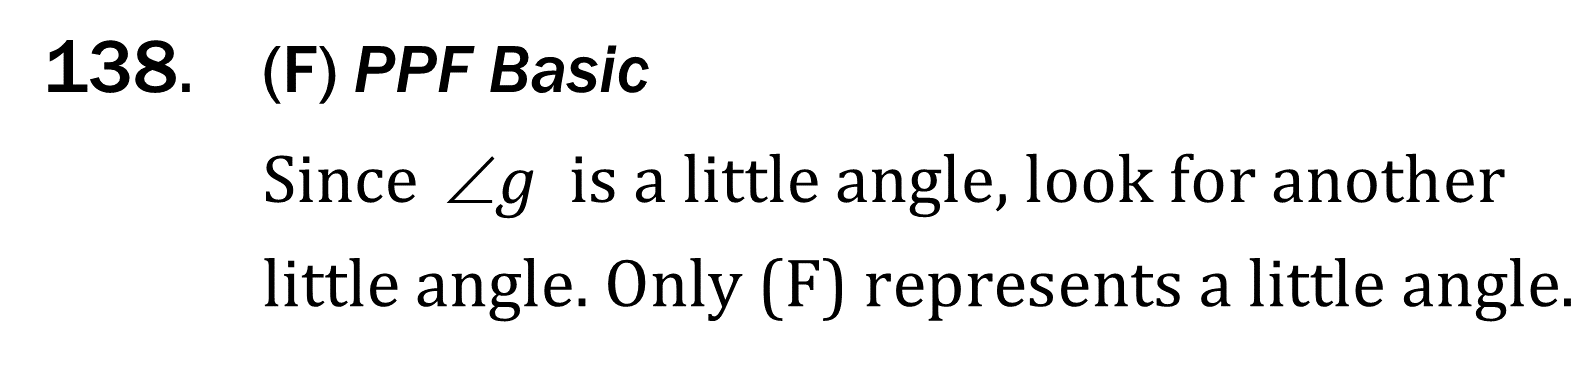 138. (F) PPF Basic
Since ∠g is a little angle, look for another
little angle. Only (F) represents a little angle.